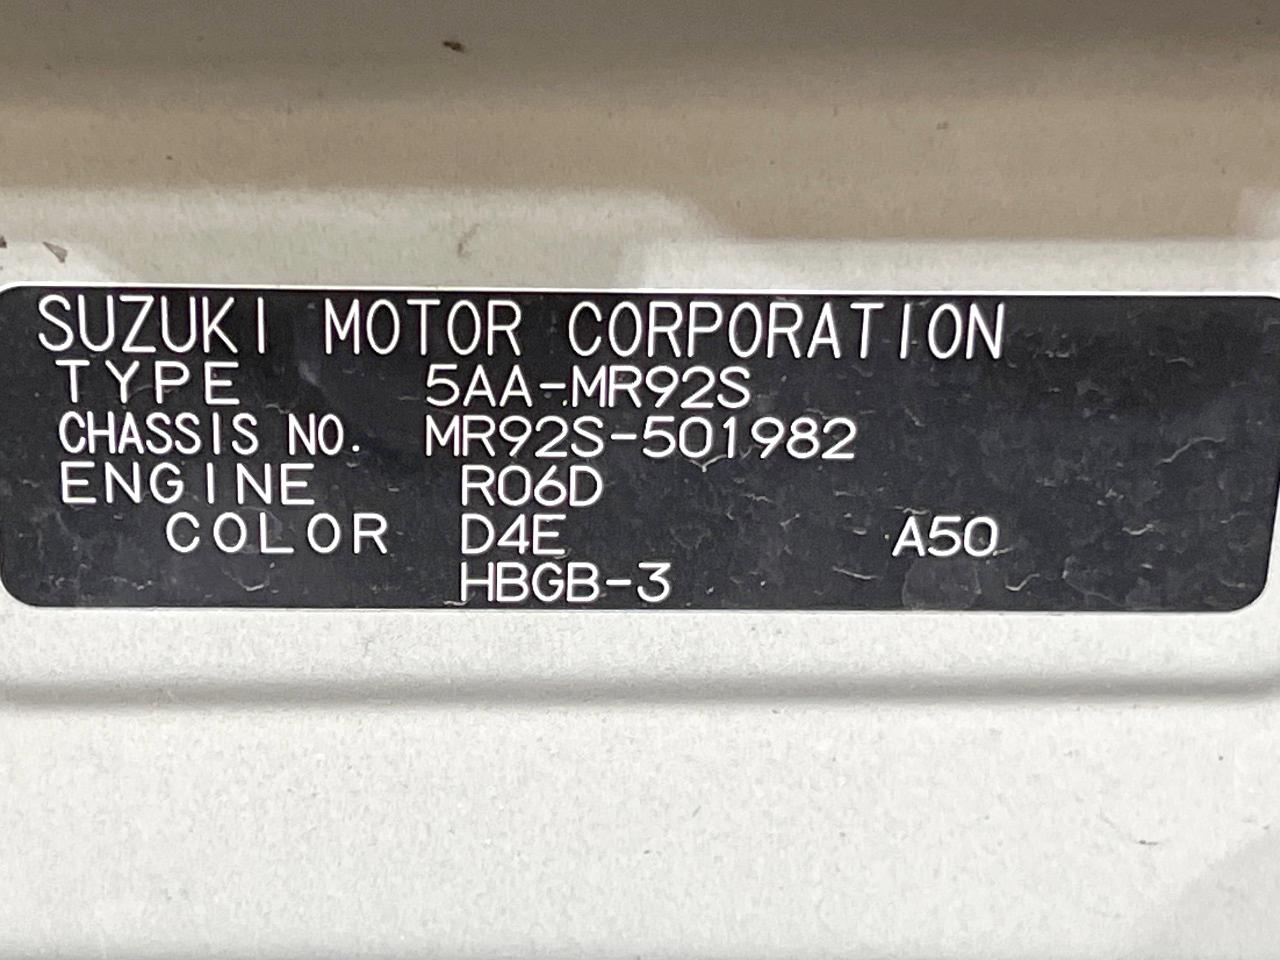 SUZUKI MOTOR CORPORATION
TYPE 5AA-MR92S
CHASSIS NO. MR92S-501982
ENGINE R06D
COLOR D4E A50
HBGB-3